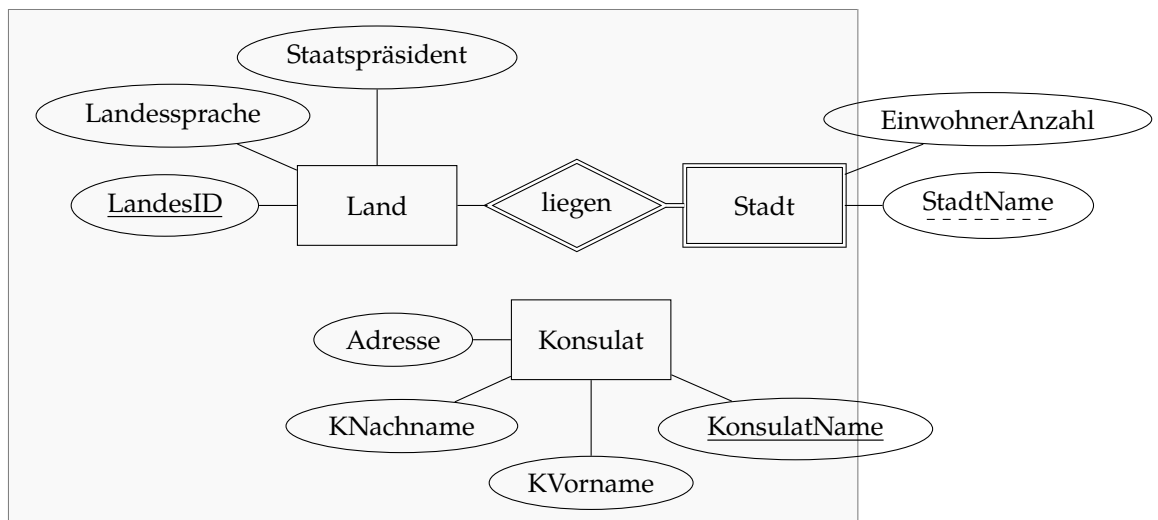 Staatspräsident
Landessprache
EinwohnerAnzahl
LandesID
Land
liegen
Stadt
StadtName
Adresse
Konsulat
KNachname
KonsulatName
KVorname